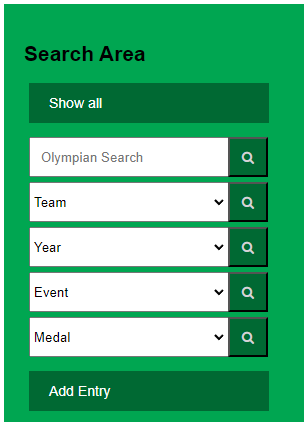 Search Area
Show all
Olympian Search
Team
Year
Event
Medal
Add Entry